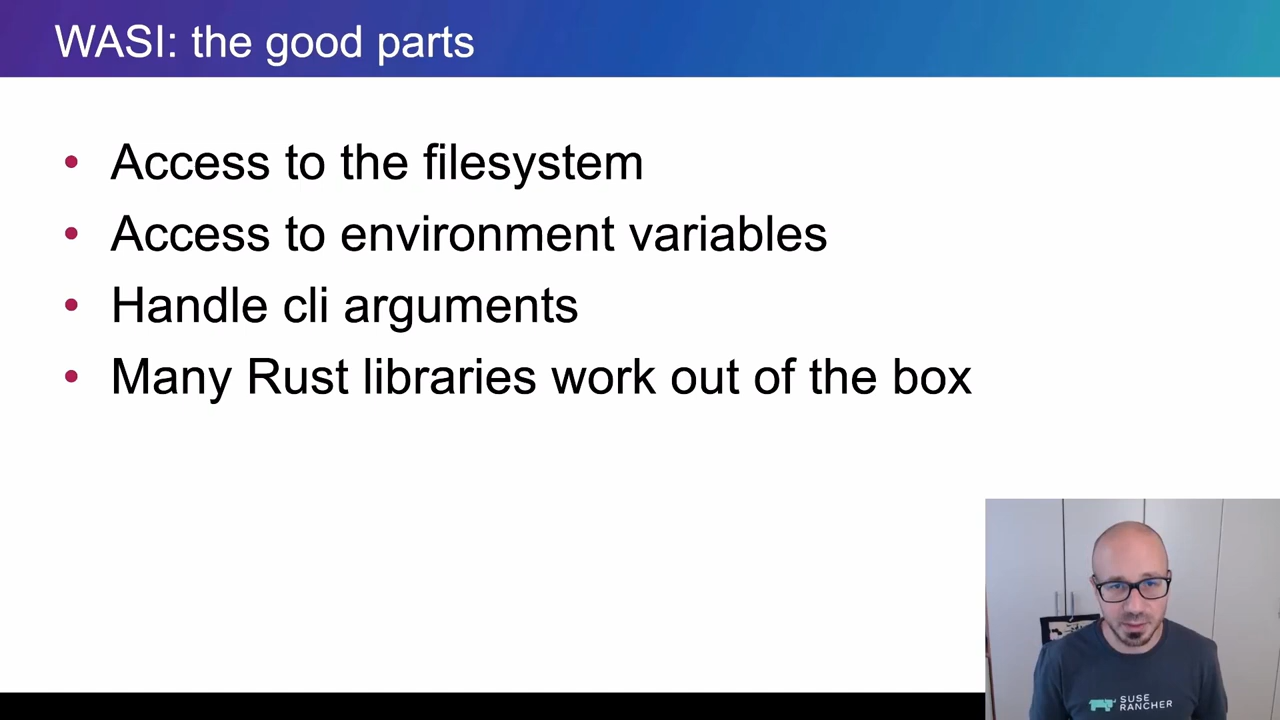 WASI: the good parts
• Access to the filesystem
• Access to environment variables
• Handle cli arguments
• Many Rust libraries work out of the box
SUSE
RANCHER